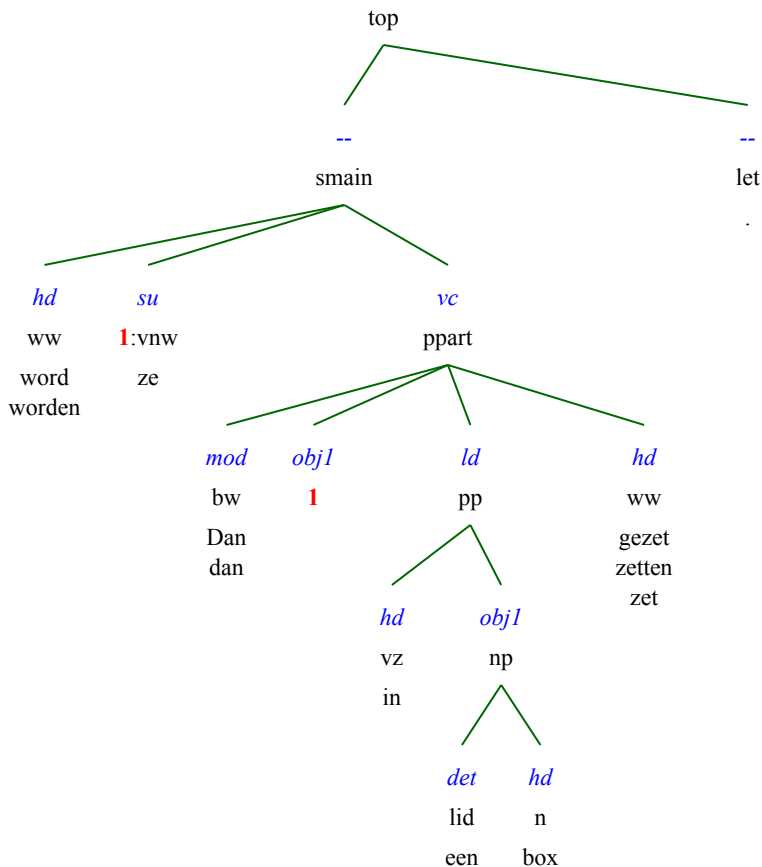 top
-- --
smain let
.
hd su vc
ww 1:vnw ppart
word ze
worden
mod obj1 ld hd
bw 1 pp ww
Dan gezet
dan zetten
zet
hd obj1
vz np
in
det hd
lid n
een box